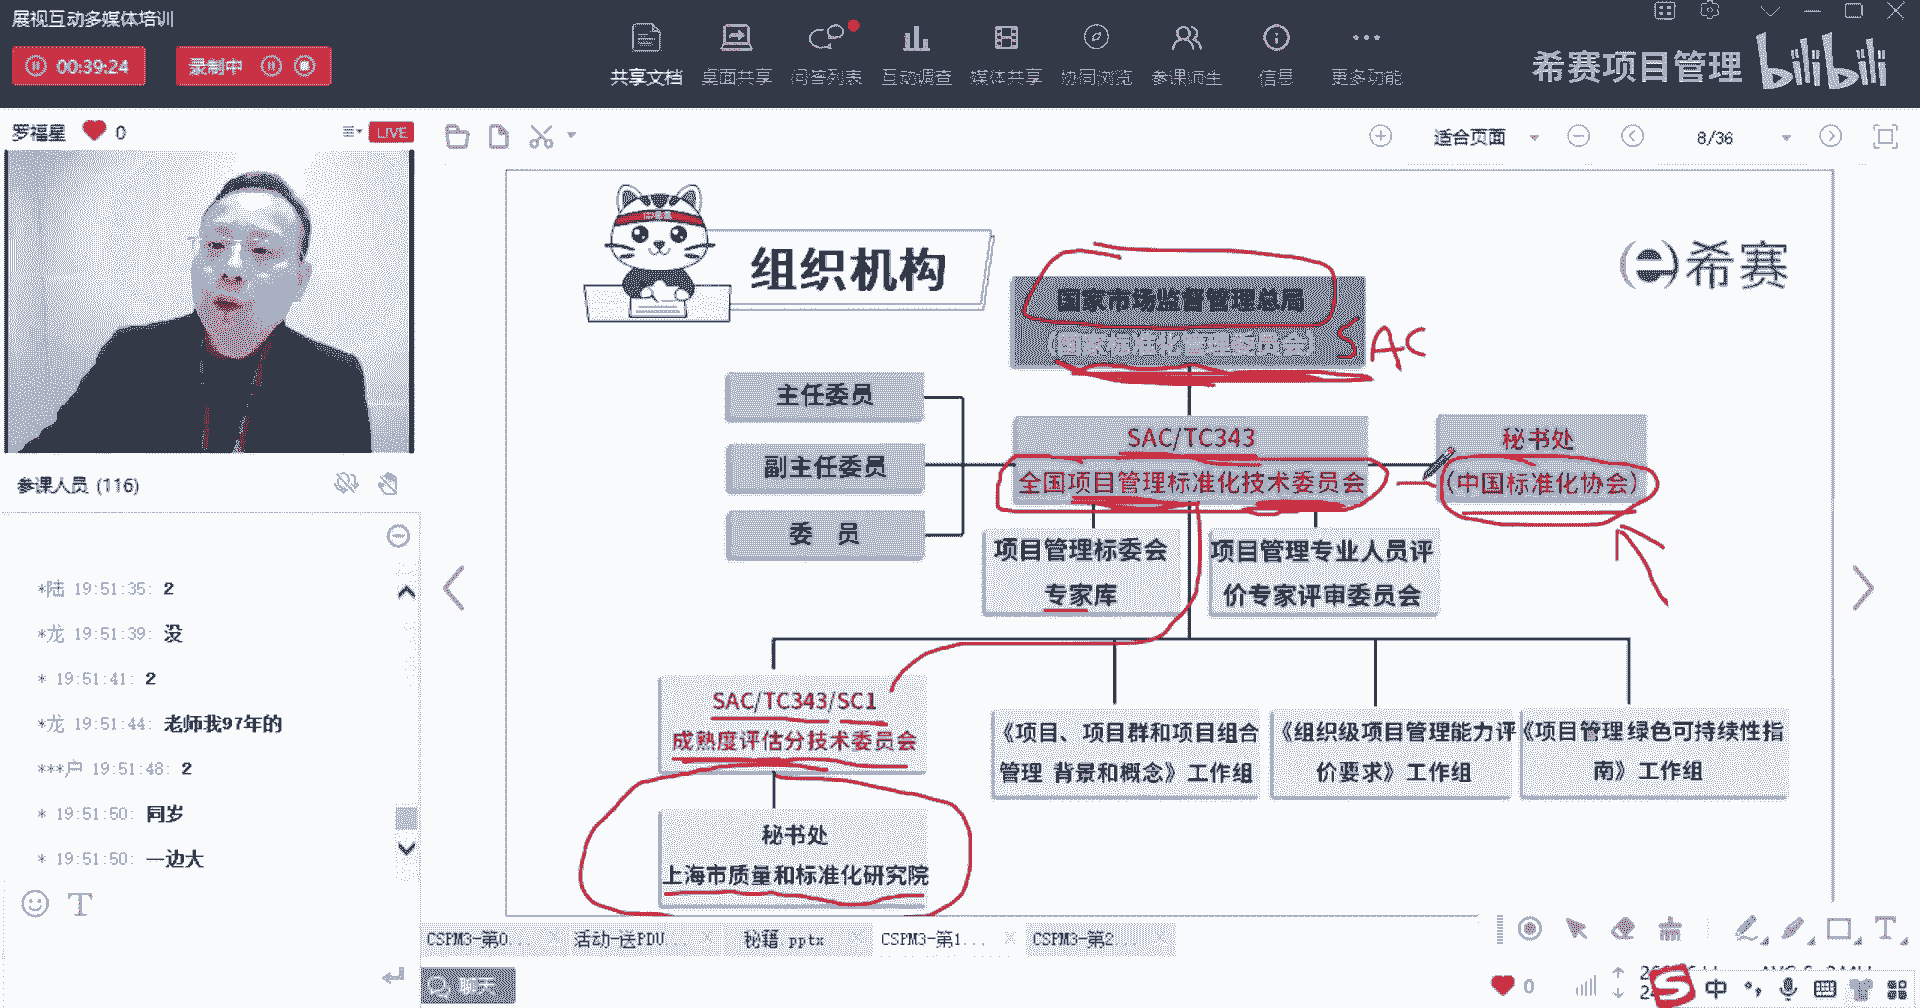 展视互动多媒体培训
00:39:24
录制中
共享文档
桌面共享
问答列表
互动调查
媒体共享
协同浏览
参课师生
信息
更多功能
希赛项目管理
bilibili
罗福星
0
LIVE
适合页面
8/36
组织机构
希赛
国家市场监督管理总局
(国家标准化管理委员会)
SAC
主任委员
副主任委员
委 员
SAC/TC343
全国项目管理标准化技术委员会
秘书处
(中国标准化协会)
项目管理标委会
专家库
项目管理专业人员评
价专家评审委员会
SAC/TC343/SC1
成熟度评估分技术委员会
秘书处
上海市质量和标准化研究院
《项目、项目群和项目组合
管理 背景和概念》工作组
《组织级项目管理能力评
价要求》工作组
《项目管理 绿色可持续性指
南》工作组
参课人员 (116)
*陆 19:51:35: 2
*龙 19:51:39: 没
* 19:51:41: 2
*龙 19:51:44: 老师我97年的
***户 19:51:48: 2
* 19:51:50: 同岁
* 19:51:50: 一边大
T
CSPM3-第0...
活动-送PDU...
秘籍.pptx
CSPM3-第1...
CSPM3-第2...
T
聊天
0
S
中